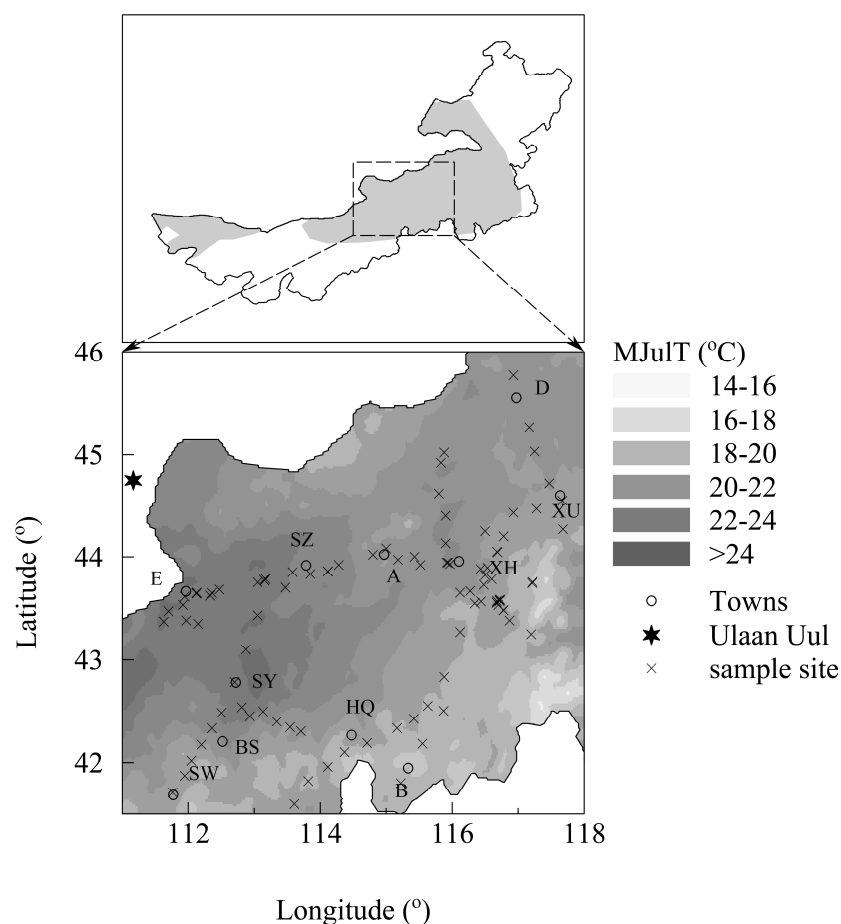 46
45
44
43
42
Latitude (°)
112
114
116
118
Longitude (°)
D
XU
SZ
A
XH
E
SY
HQ
BS
SW
B
MJulT (°C)
14-16
16-18
18-20
20-22
22-24
>24
Towns
Ulaan Uul
sample site